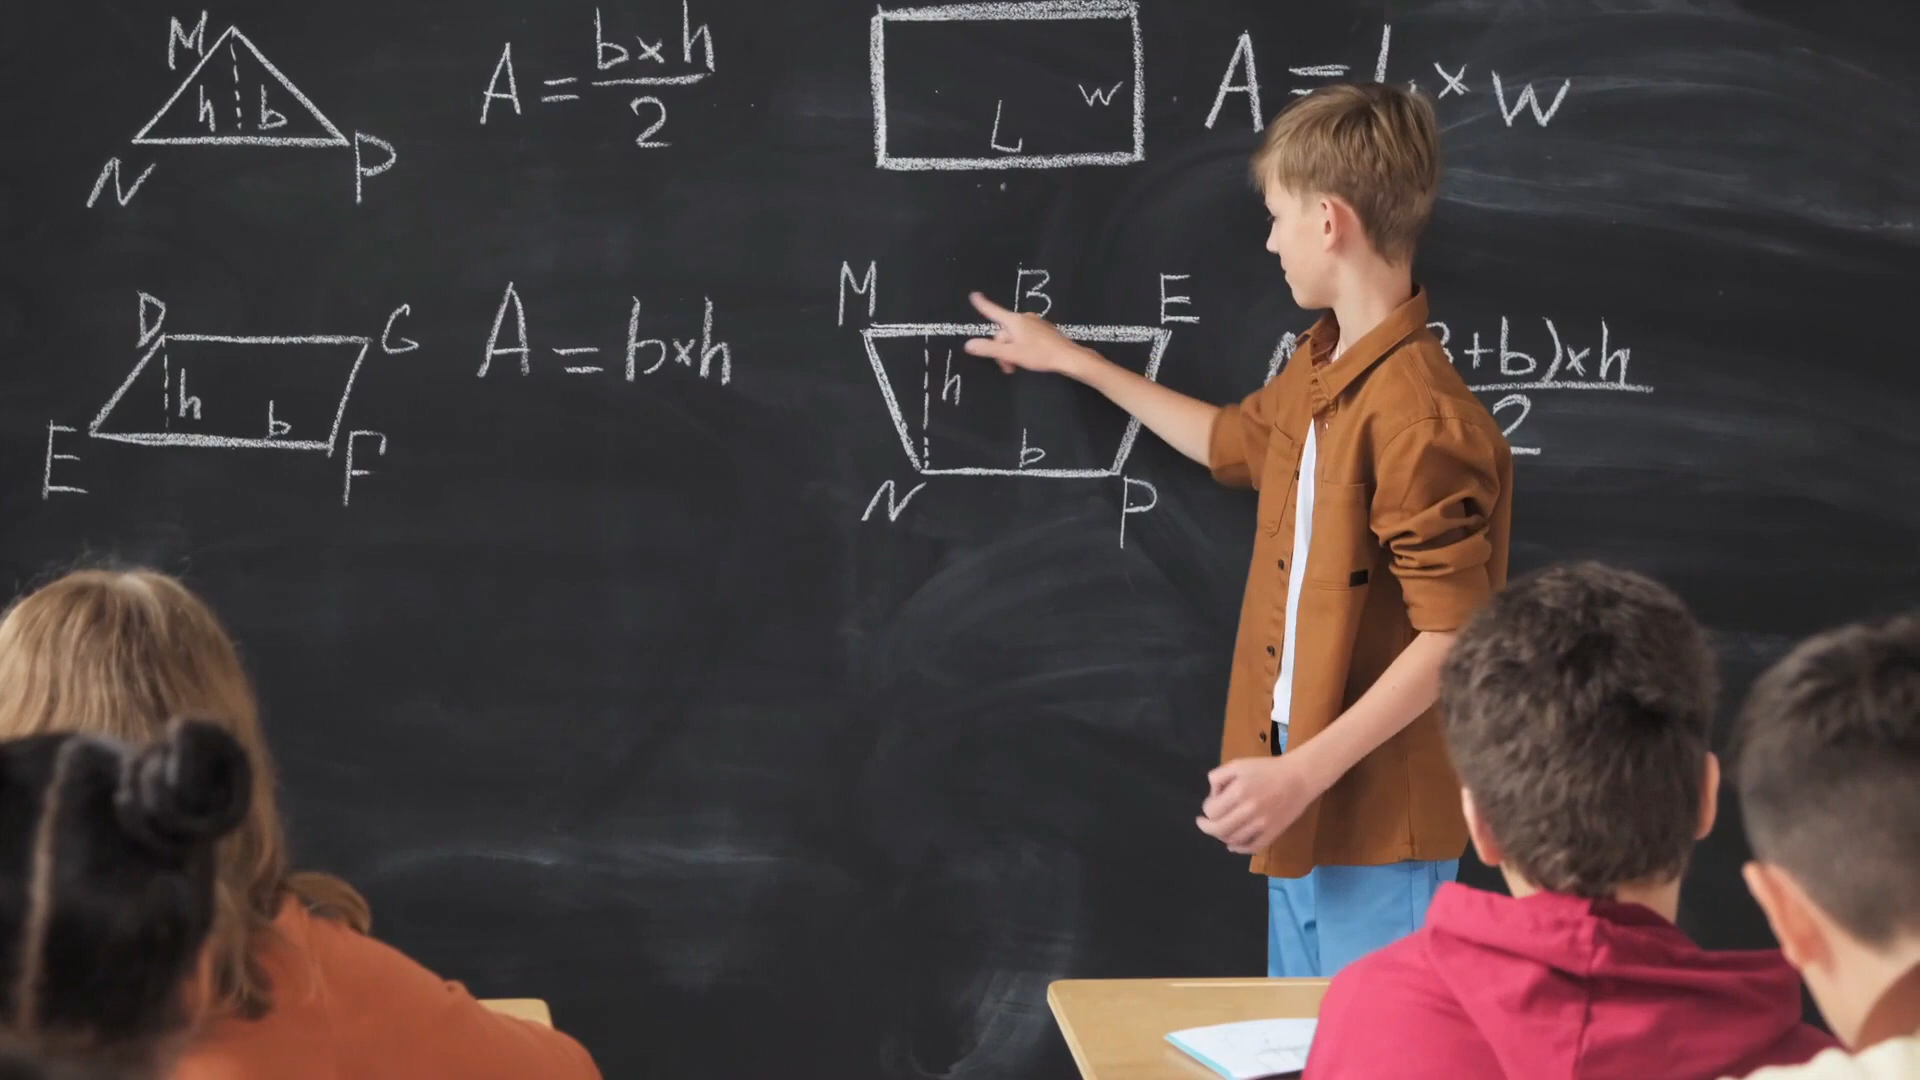 M
h b
N P
A = b×h
2
W
L
A = L × W
D G
h
b
E F
A = b×h
M B E
h
b
N P
+b)×h
2